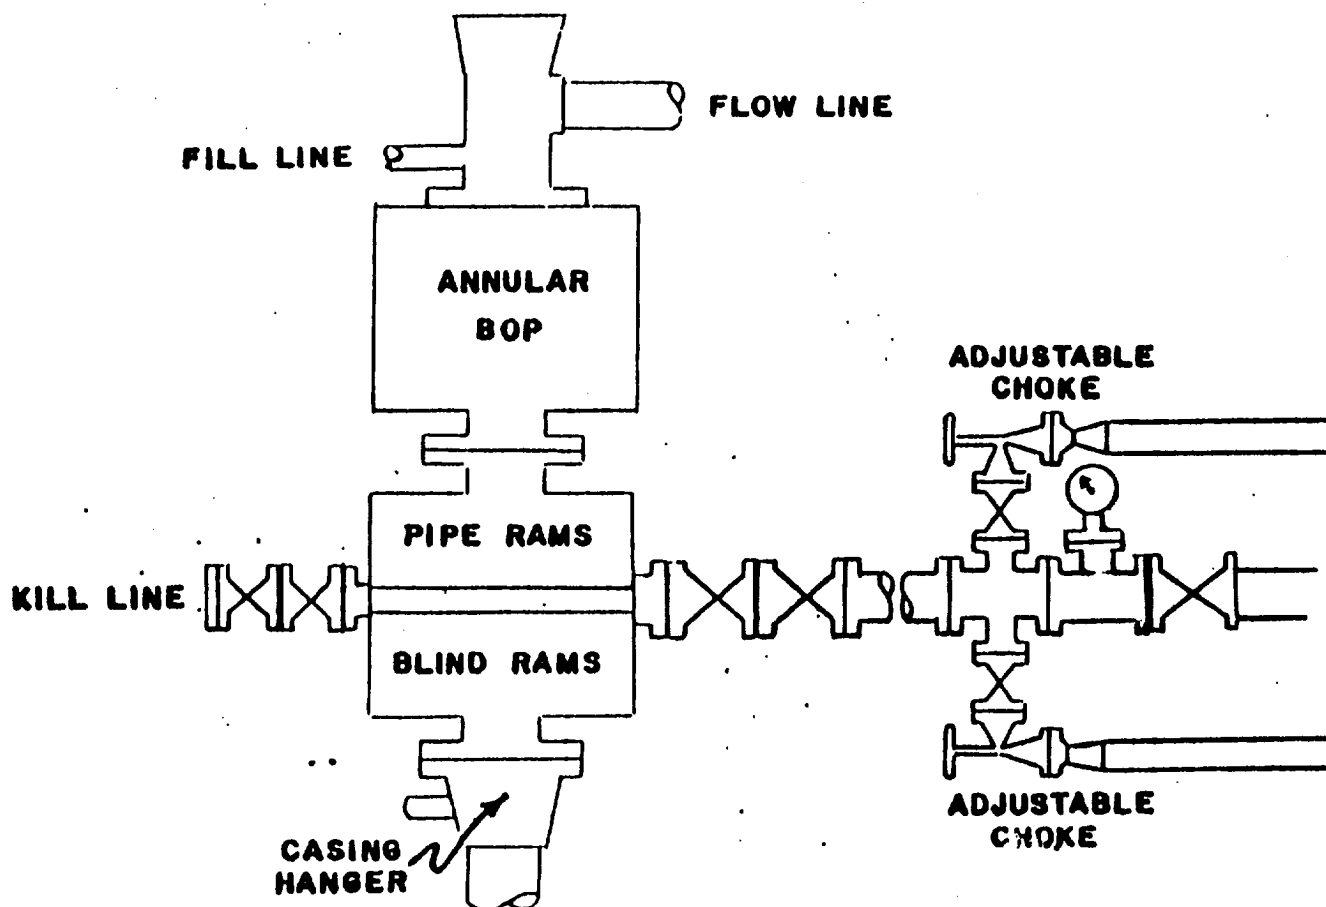 FLOW LINE
FILL LINE
ANNULAR
BOP
ADJUSTABLE
CHOKE
PIPE RAMS
KILL LINE
BLIND RAMS
ADJUSTABLE
CHOKE
CASING
HANGER